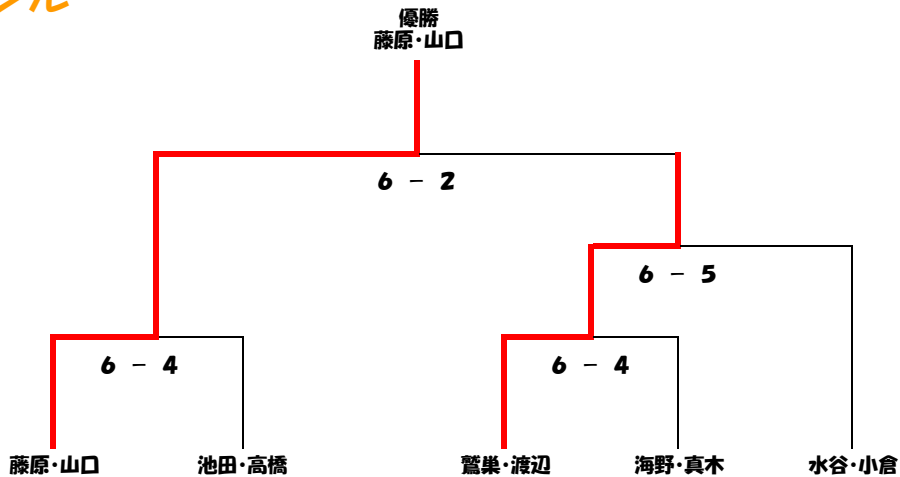 優勝
藤原・山口
6 － 2
6 － 5
6 － 4
6 － 4
藤原・山口
池田・高橋
鷲巣・渡辺
海野・真木
水谷・小倉